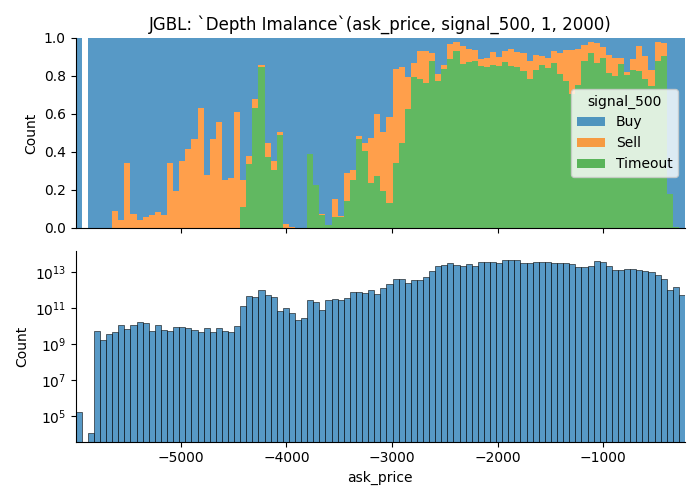 JGBL: `Depth Imalance`(ask_price, signal_500, 1, 2000)
1.0
0.8
0.6
0.4
0.2
0.0
Count
signal_500
Buy
Sell
Timeout
10^13
10^11
10^9
10^7
10^5
Count
−5000 −4000 −3000 −2000 −1000
ask_price